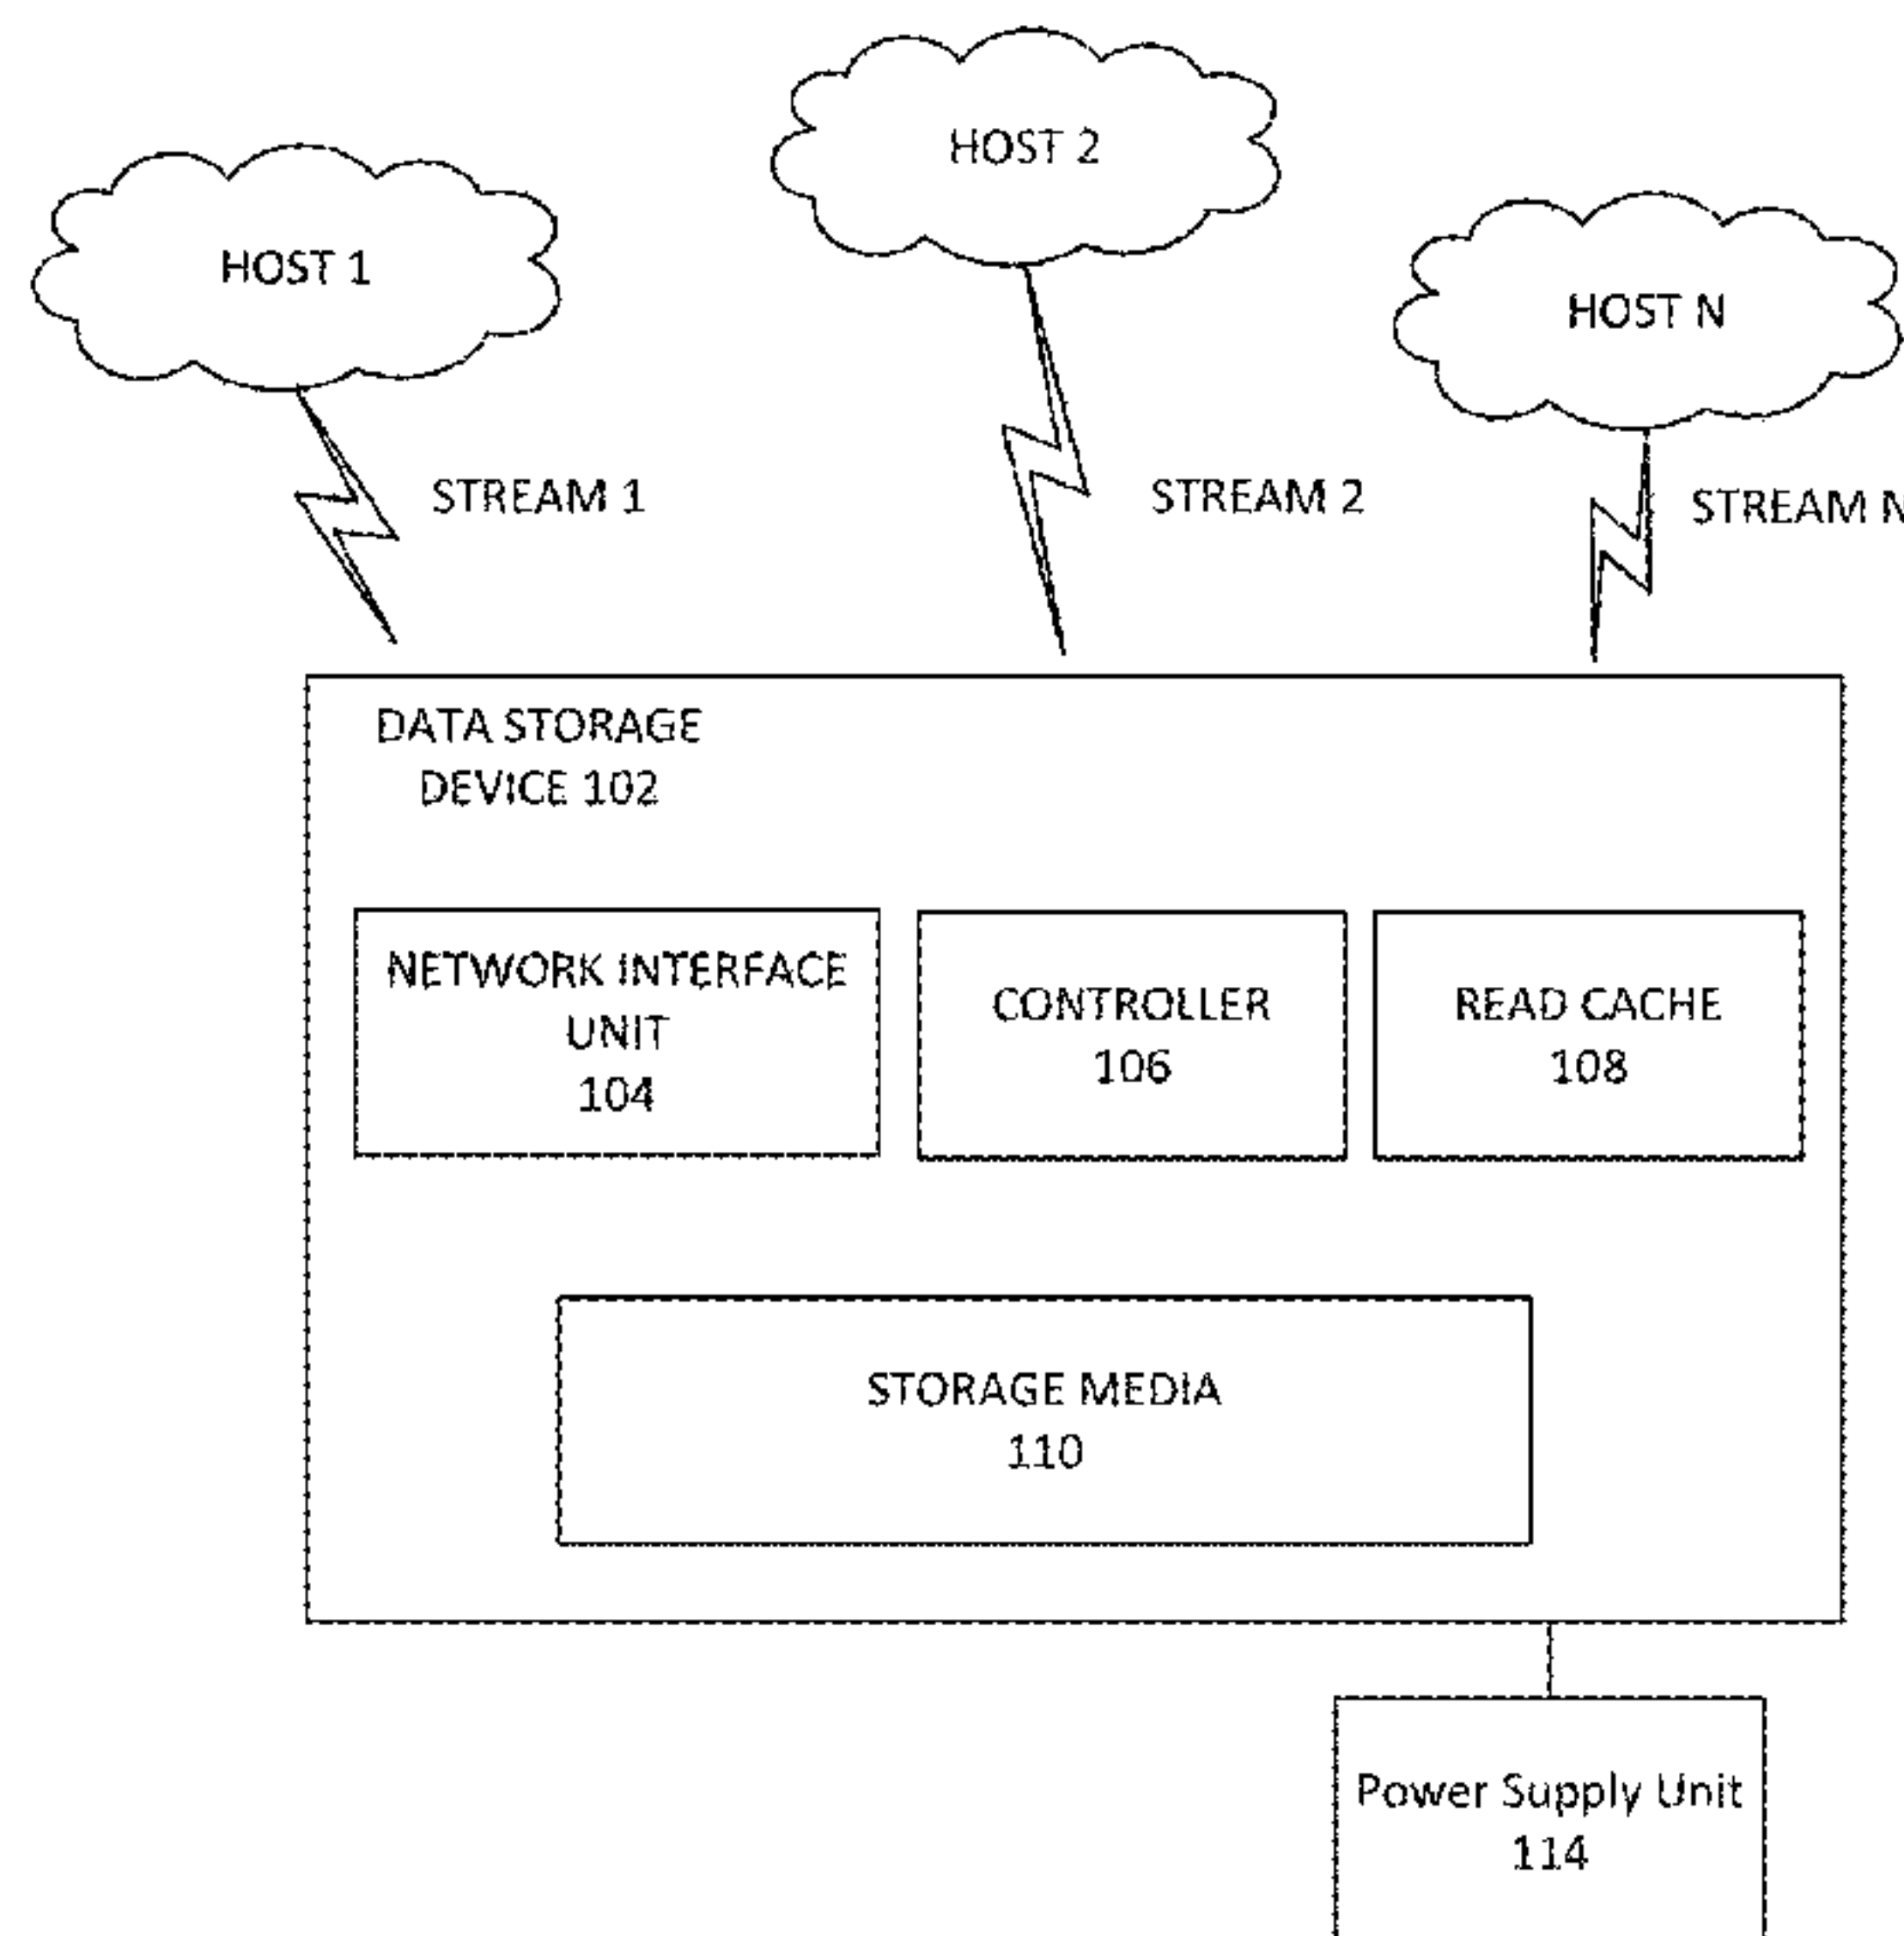 HOST 1
HOST 2
HOST N
STREAM 1
STREAM 2
STREAM N
DATA STORAGE
DEVICE 102
NETWORK INTERFACE
UNIT
104
CONTROLLER
106
READ CACHE
108
STORAGE MEDIA
110
Power Supply Unit
114